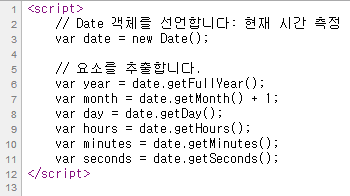 1 <script>
2 // Date 객체를 선언합니다: 현재 시간 측정
3 var date = new Date();
4
5 // 요소를 추출합니다.
6 var year = date.getFullYear();
7 var month = date.getMonth() + 1;
8 var day = date.getDay();
9 var hours = date.getHours();
10 var minutes = date.getMinutes();
11 var seconds = date.getSeconds();
12 </script>
13